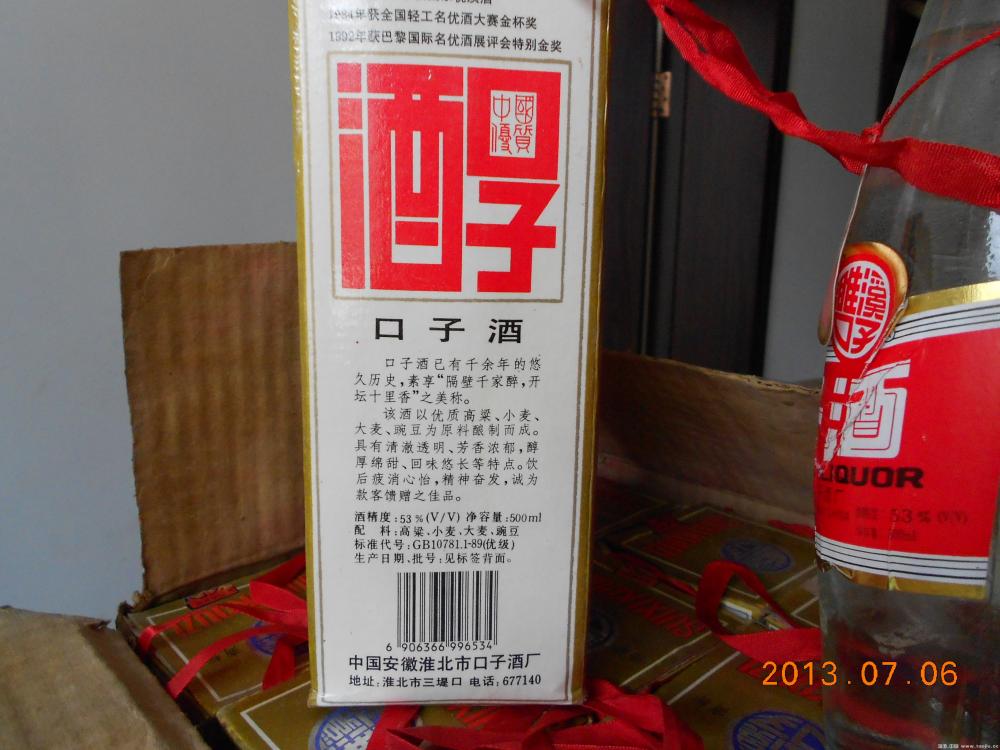 1984年获全国轻工名优酒大赛金杯奖
1992年获巴黎国际名优酒展评会特别金奖
酒口子
中國
優質
口子酒
口子酒已有千余年的悠
久历史,素享“隔壁千家醉,开
坛十里香”之美称。
该酒以优质高粱、小麦、
大麦、豌豆为原料酿制而成。
具有清澈透明、芳香浓郁,醇
厚绵甜、回味悠长等特点。饮
后疲消心怡,精神奋发,诚为
款客馈赠之佳品。
酒精度:53%(V/V) 净容量:500ml
配 料:高粱、小麦、大麦、豌豆
标准代号:GB10781.1-89(优级)
生产日期、批号:见标签背面。
6 906366 996534
中国安徽淮北市口子酒厂
地址:淮北市三堤口 电话:677140
濉溪
口子
酒
LIQUOR
53%(V/V)
2013.07.06